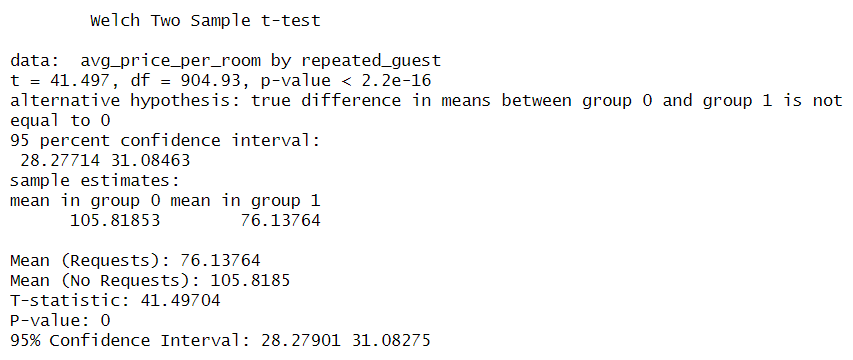 Welch Two Sample t-test
data:  avg_price_per_room by repeated_guest
t = 41.497, df = 904.93, p-value < 2.2e-16
alternative hypothesis: true difference in means between group 0 and group 1 is not
equal to 0
95 percent confidence interval:
28.27714 31.08463
sample estimates:
mean in group 0 mean in group 1
105.81853        76.13764
Mean (Requests): 76.13764
Mean (No Requests): 105.8185
T-statistic: 41.49704
P-value: 0
95% Confidence Interval: 28.27901 31.08275